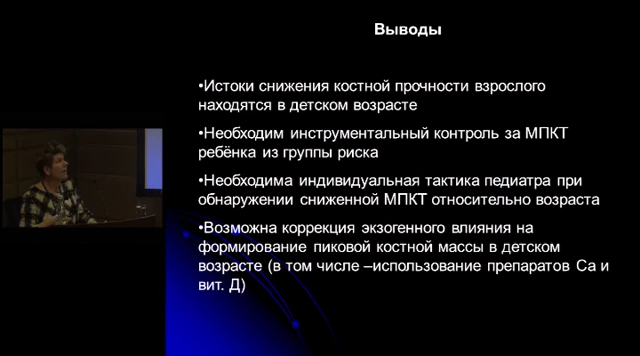 Выводы
•Истоки снижения костной прочности взрослого
находятся в детском возрасте
•Необходим инструментальный контроль за МПКТ
ребёнка из группы риска
•Необходима индивидуальная тактика педиатра при
обнаружении сниженной МПКТ относительно возраста
•Возможна коррекция экзогенного влияния на
формирование пиковой костной массы в детском
возрасте (в том числе –использование препаратов Са и
вит. Д)